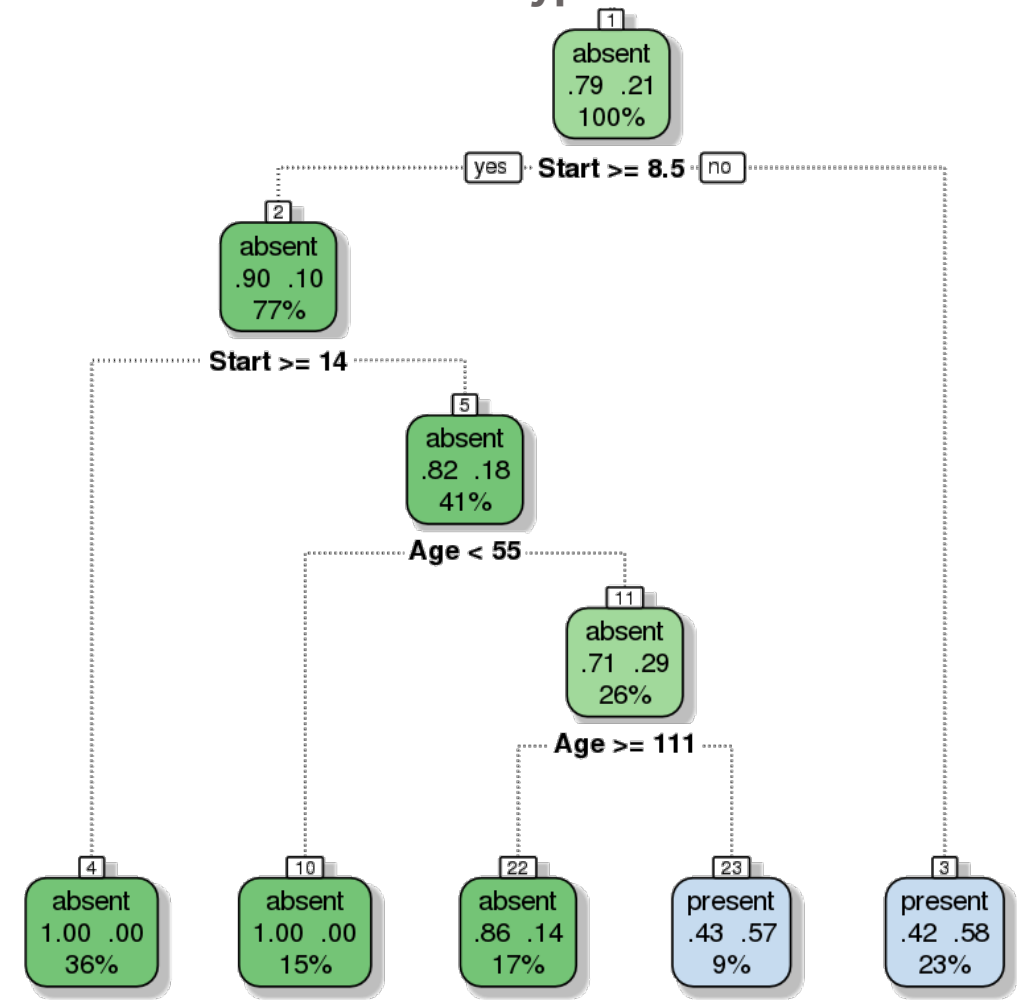 1
absent
.79 .21
100%
yes Start >= 8.5 no
2
absent
.90 .10
77%
Start >= 14
5
absent
.82 .18
41%
Age < 55
11
absent
.71 .29
26%
Age >= 111
4
absent
1.00 .00
36%
10
absent
1.00 .00
15%
22
absent
.86 .14
17%
23
present
.43 .57
9%
3
present
.42 .58
23%